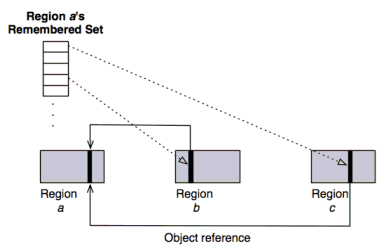 Region a's
Remembered Set
Region
a
Region
b
Region
c
Object reference